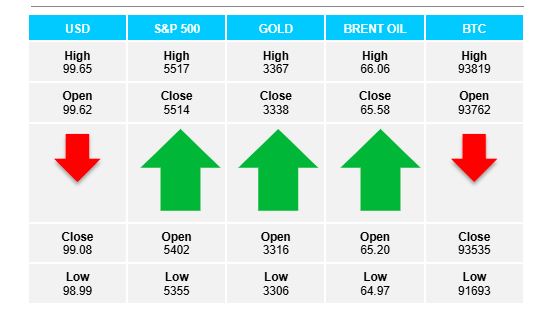 USD S&P 500 GOLD BRENT OIL BTC
High High High High High
99.65 5517 3367 66.06 93819
Open Close Close Close Open
99.62 5514 3338 65.58 93762
Close Open Open Open Close
99.08 5402 3316 65.20 93535
Low Low Low Low Low
98.99 5355 3306 64.97 91693